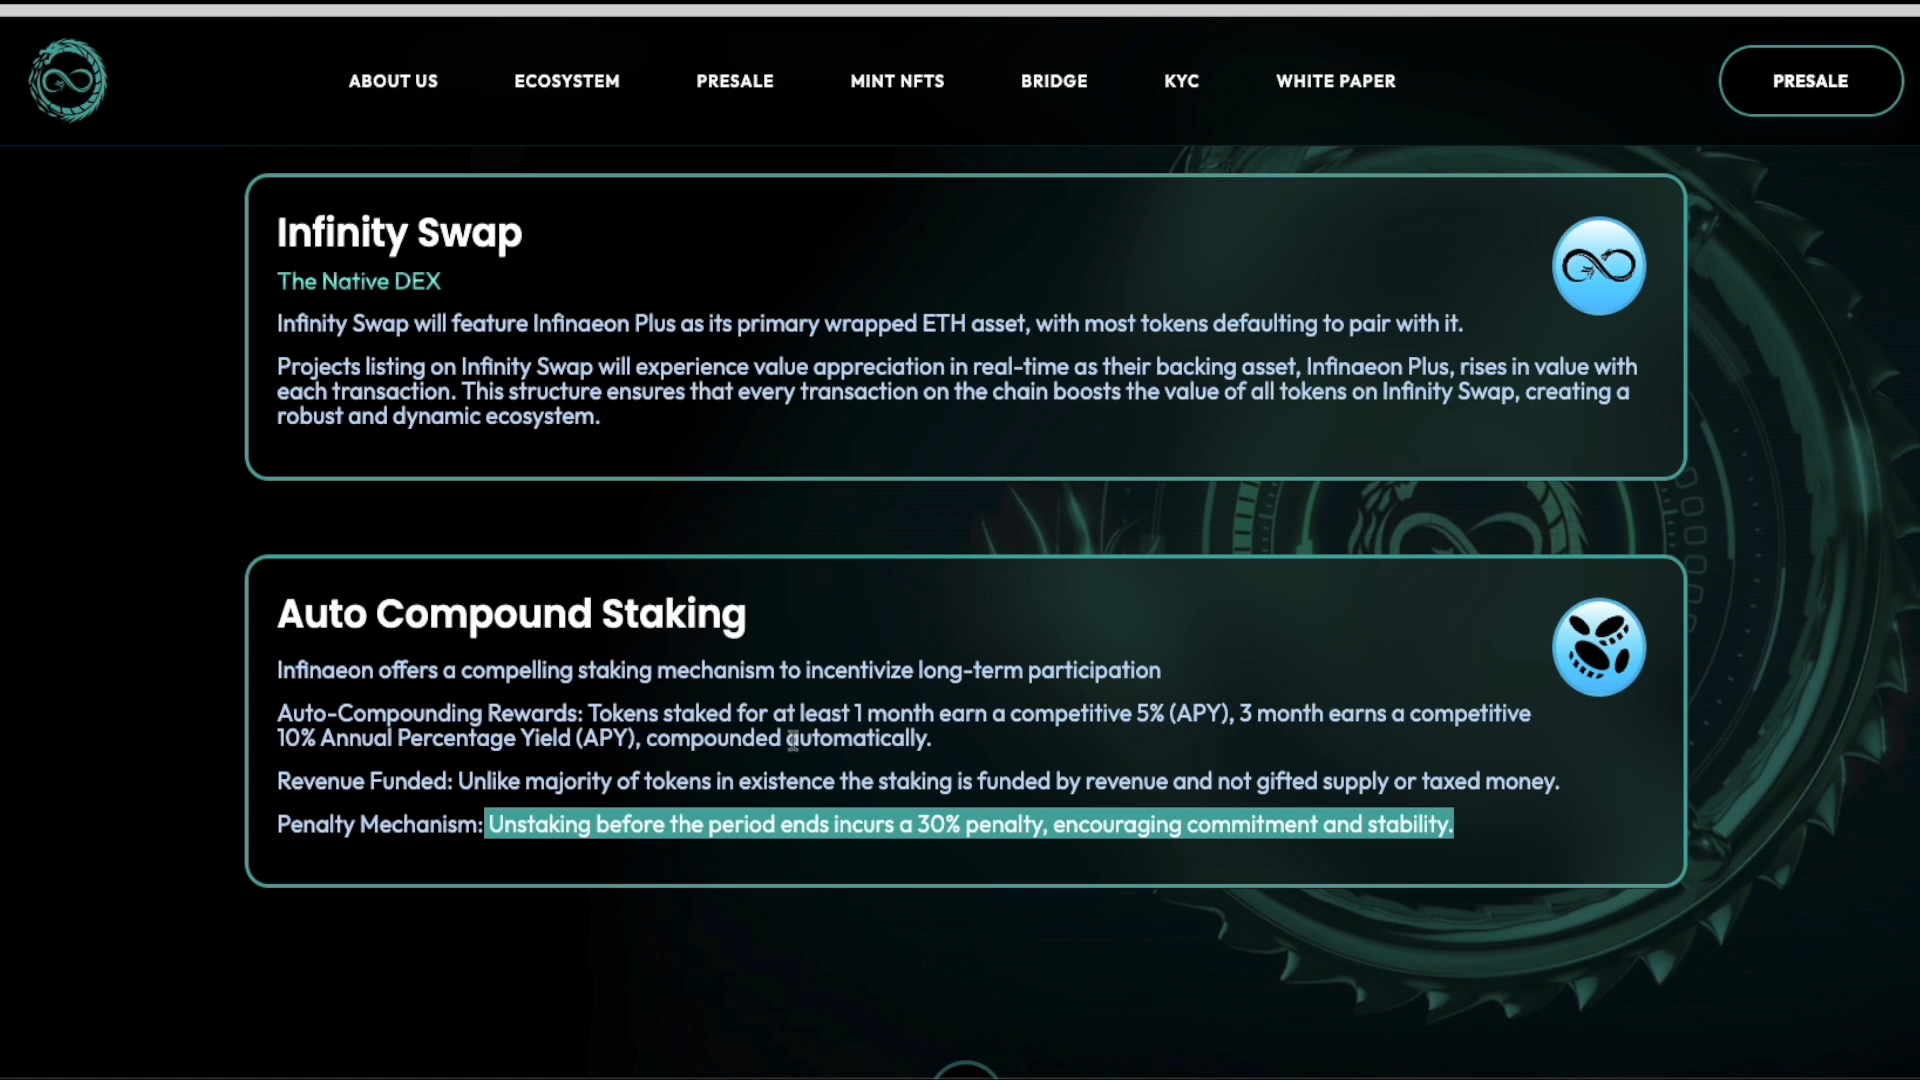 ABOUT US ECOSYSTEM PRESALE MINT NFTS BRIDGE KYC WHITE PAPER PRESALE
Infinity Swap
The Native DEX
Infinity Swap will feature Infinaeon Plus as its primary wrapped ETH asset, with most tokens defaulting to pair with it.
Projects listing on Infinity Swap will experience value appreciation in real-time as their backing asset, Infinaeon Plus, rises in value with
each transaction. This structure ensures that every transaction on the chain boosts the value of all tokens on Infinity Swap, creating a
robust and dynamic ecosystem.
Auto Compound Staking
Infinaeon offers a compelling staking mechanism to incentivize long-term participation
Auto-Compounding Rewards: Tokens staked for at least 1 month earn a competitive 5% (APY), 3 month earns a competitive
10% Annual Percentage Yield (APY), compounded automatically.
Revenue Funded: Unlike majority of tokens in existence the staking is funded by revenue and not gifted supply or taxed money.
Penalty Mechanism: Unstaking before the period ends incurs a 30% penalty, encouraging commitment and stability.